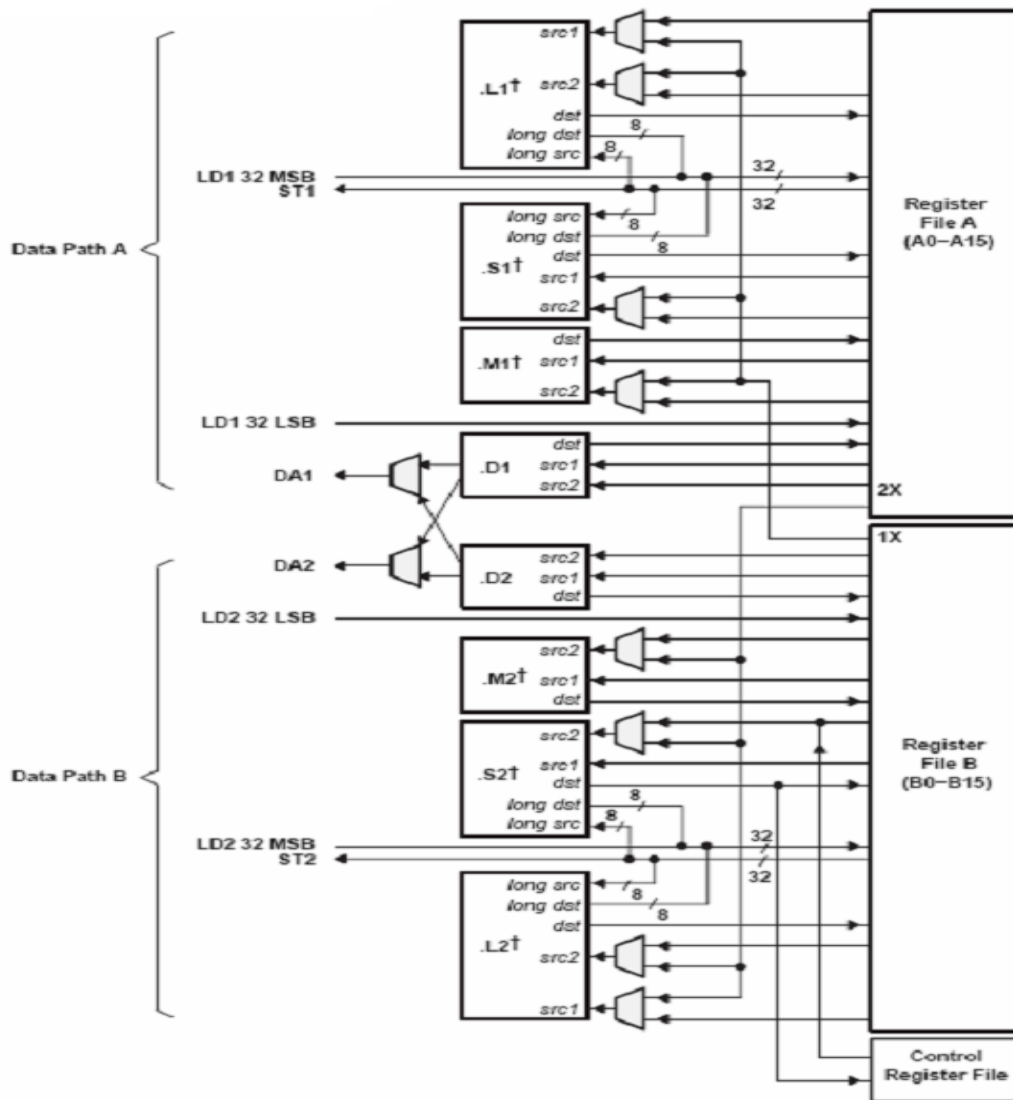 src1
.L1†
src2
dst
8
long dst
8
long src
LD1 32 MSB
32
ST1
32
Register
File A
(A0–A15)
Data Path A
long src
8
long dst
8
dst
.S1†
src1
src2
dst
.M1†
src1
src2
LD1 32 LSB
dst
DA1
.D1
src1
src2
2X
1X
DA2
src2
.D2
src1
dst
LD2 32 LSB
src2
.M2†
src1
dst
src2
Register
File B
(B0–B15)
Data Path B
src1
.S2†
dst
8
long dst
8
long src
LD2 32 MSB
32
ST2
32
long src
8
long dst
8
dst
.L2†
src2
src1
Control
Register File